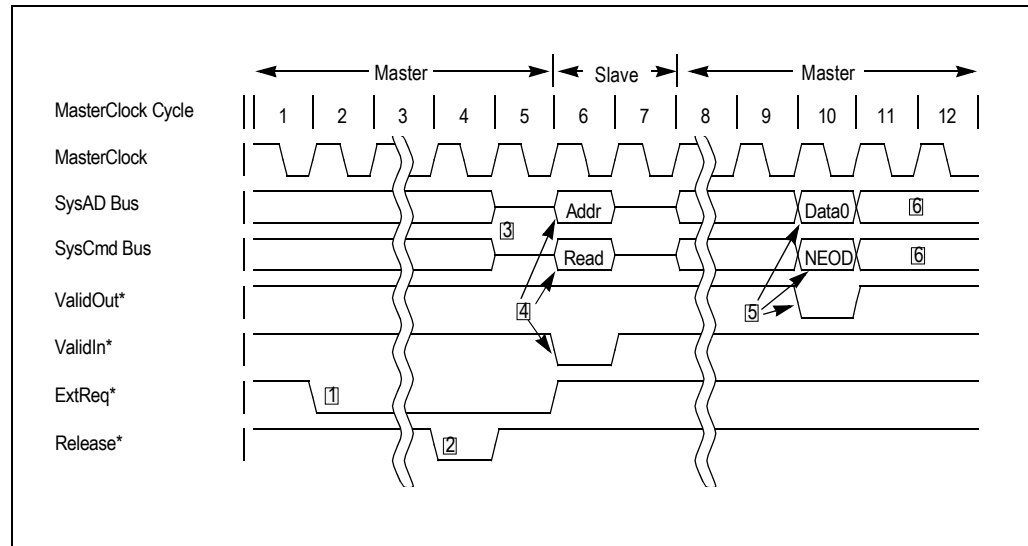 Master Slave Master
MasterClock Cycle 1 2 3 4 5 6 7 8 9 10 11 12
MasterClock
SysAD Bus Addr Data0 6
3
SysCmd Bus Read NEOD 6
ValidOut*
4 5
ValidIn*
ExtReq* 1
Release* 2